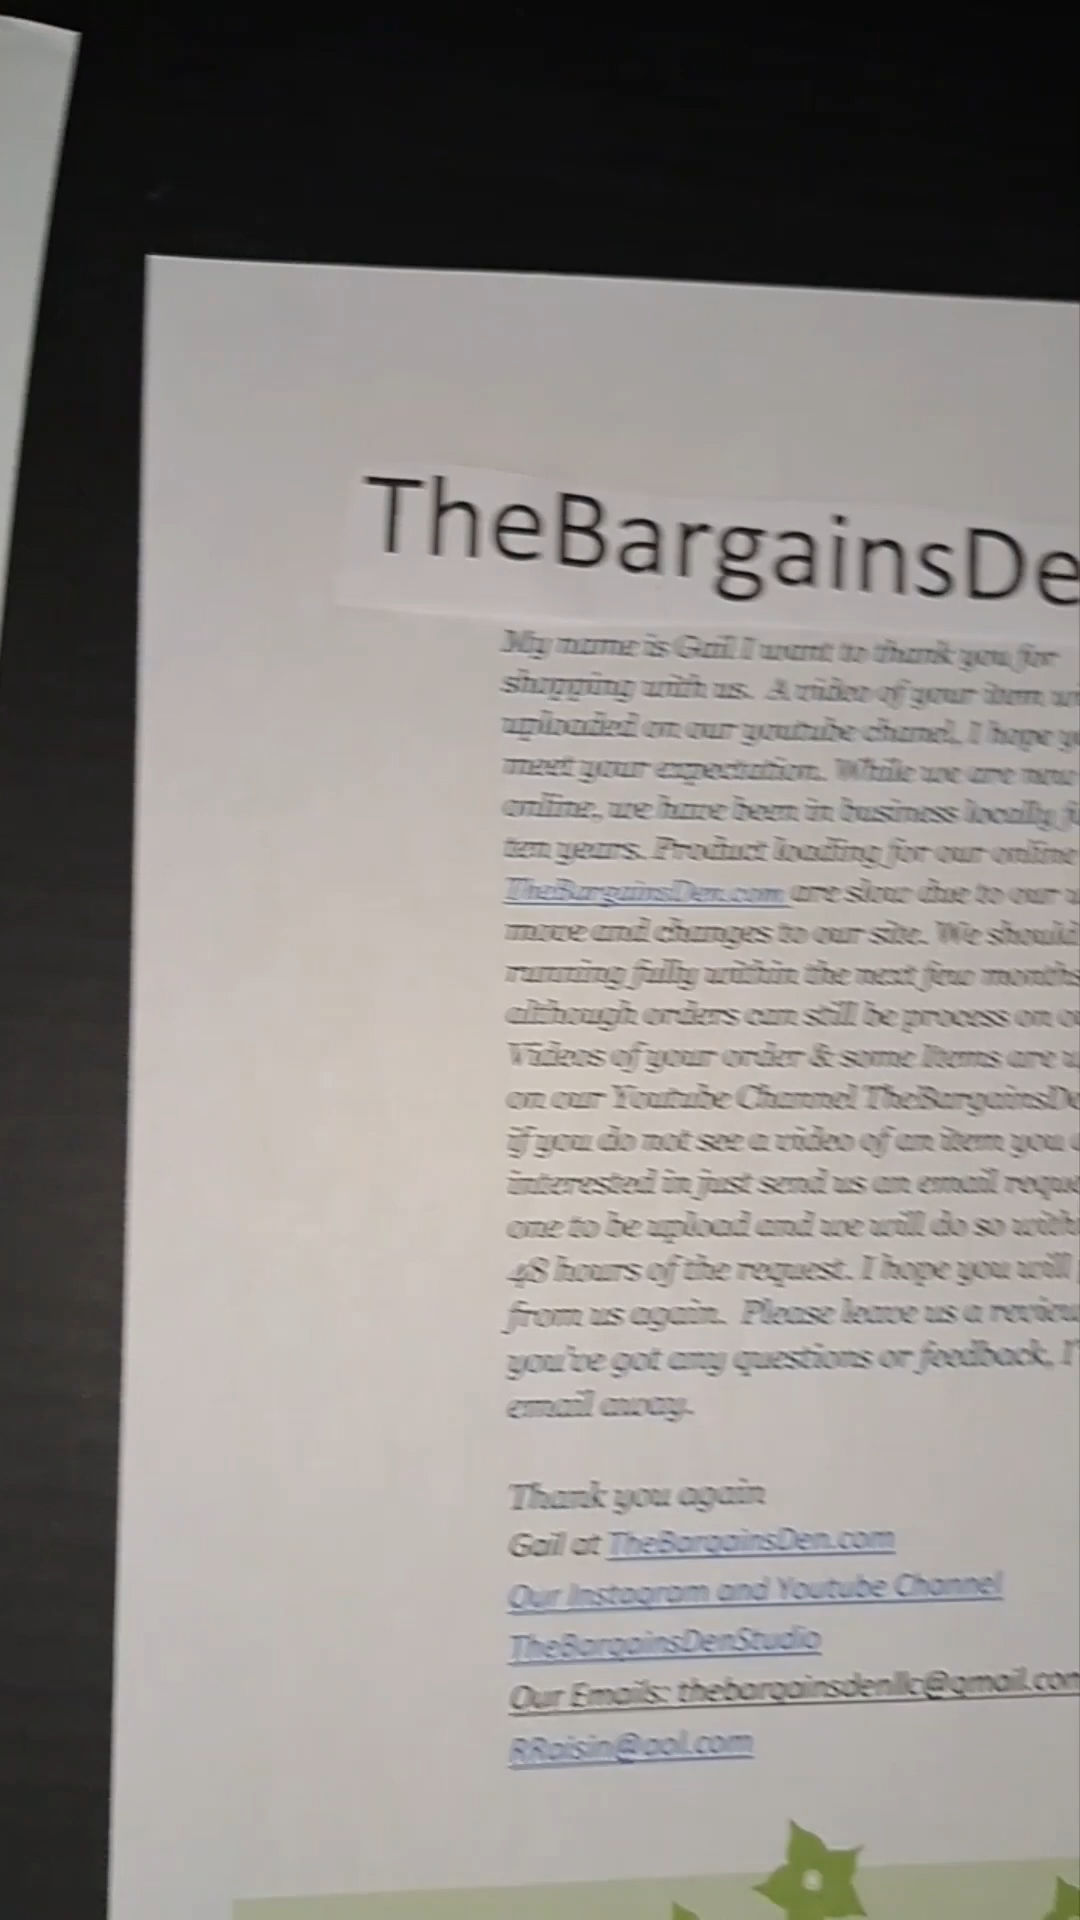 TheBargainsDe
My name is Gail I want to thank you for
shopping with us. A video of your item
uploaded on our youtube chanel. I hope
meet your expectation. While we are now
online, we have been in business locally
ten years. Product loading for our online
TheBargainsDen.com are slow due to our
move and changes to our site. We should
running fully within the next few months
although orders can still be process on
Videos of your order & some Items are
on our Youtube Channel TheBargainsDe
if you do not see a video of an item you
interested in just send us an email
one to be upload and we will do so
48 hours of the request. I hope you will
from us again. Please leave us a
you've got any questions or feedback,
email away.
Thank you again
Gail at TheBargainsDen.com
Our Instagram and Youtube Channel
TheBargainsDenStudio
Our Emails: thebargainsdenllc@gmail.com
RRaisin@aol.com